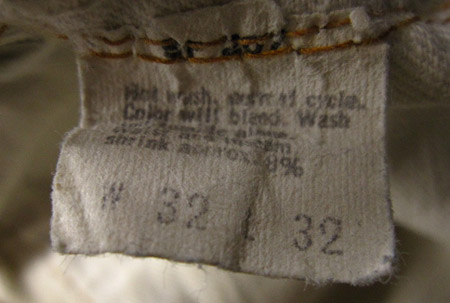 Hot wash, normal cycle.
Color will bleed. Wash
shrink approx. 8%
# 32 - 32